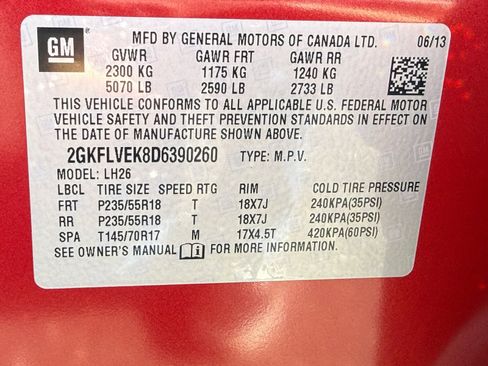 GM
MFD BY GENERAL MOTORS OF CANADA LTD. 06/13
GVWR GAWR FRT GAWR RR
2300 KG 1175 KG 1240 KG
5070 LB 2590 LB 2733 LB
THIS VEHICLE CONFORMS TO ALL APPLICABLE U.S. FEDERAL MOTOR
VEHICLE SAFETY AND THEFT PREVENTION STANDARDS IN EFFECT ON
THE DATE OF MANUFACTURE SHOWN ABOVE.
2GKFLVEK8D6390260 TYPE: M.P.V.
MODEL: LH26
LBCL TIRE SIZE SPEED RTG RIM COLD TIRE PRESSURE
FRT P235/55R18 T 18X7J 240KPA(35PSI)
RR P235/55R18 T 18X7J 240KPA(35PSI)
SPA T145/70R17 M 17X4.5T 420KPA(60PSI)
SEE OWNER'S MANUAL FOR MORE INFORMATION.